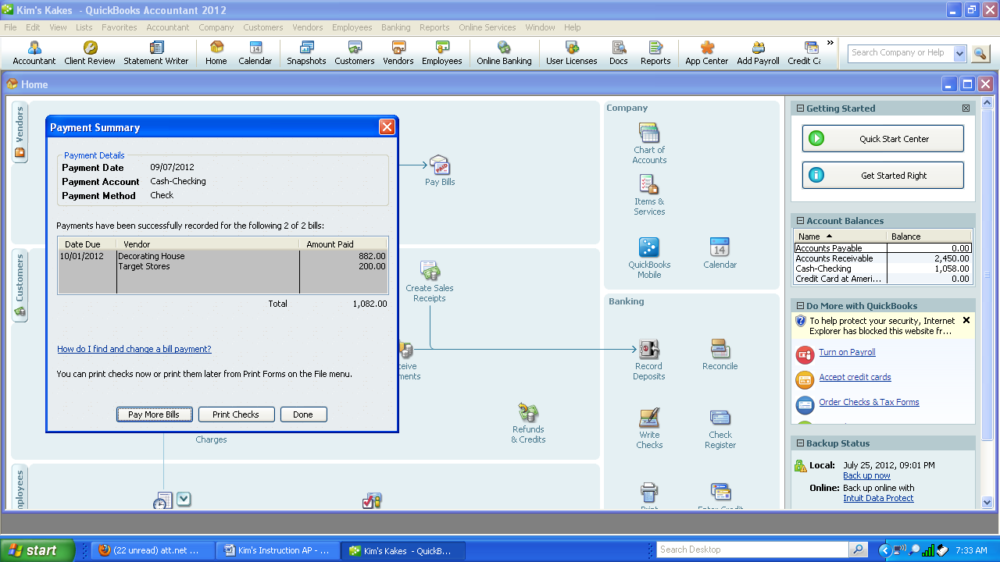 Kim's Kakes - QuickBooks Accountant 2012
File Edit View Lists Favorites Accountant Company Customers Vendors Employees Banking Reports Online Services Window Help
Accountant Client Review Statement Writer Home Calendar Snapshots Customers Vendors Employees Online Banking User Licenses Docs Reports App Center Add Payroll Credit Ca
»
Search Company or Help
Home
Vendors
Payment Summary
Payment Details
Payment Date 09/07/2012
Payment Account Cash-Checking
Payment Method Check
Payments have been successfully recorded for the following 2 of 2 bills:
Date Due Vendor Amount Paid
10/01/2012 Decorating House 882.00
Target Stores 200.00
Total 1,082.00
How do I find and change a bill payment?
You can print checks now or print them later from Print Forms on the File menu.
Pay More Bills Print Checks Done
Pay Bills
Customers
Create Sales
Receipts
ceive
ments
Charges
Refunds
& Credits
mployees
Company
Chart of
Accounts
Items &
Services
QuickBooks
Mobile
14
Calendar
Banking
Record
Deposits
Reconcile
Write
Checks
Check
Register
Print
Enter Credit
Getting Started
Quick Start Center
Get Started Right
Account Balances
Name Balance
Accounts Payable 0.00
Accounts Receivable 2,450.00
Cash-Checking 1,058.00
Credit Card at Ameri... 0.00
Do More with QuickBooks
To help protect your security, Internet
Explorer has blocked this website fr...
Turn on Payroll
Accept credit cards
Order Checks & Tax Forms
Backup Status
Local: July 25, 2012, 09:01 PM
Back up now
Online: Back up online with
Intuit Data Protect
start
(22 unread) att.net ...
Kim's Instruction AP - ...
Kim's Kakes - QuickB...
Search Desktop
7:33 AM